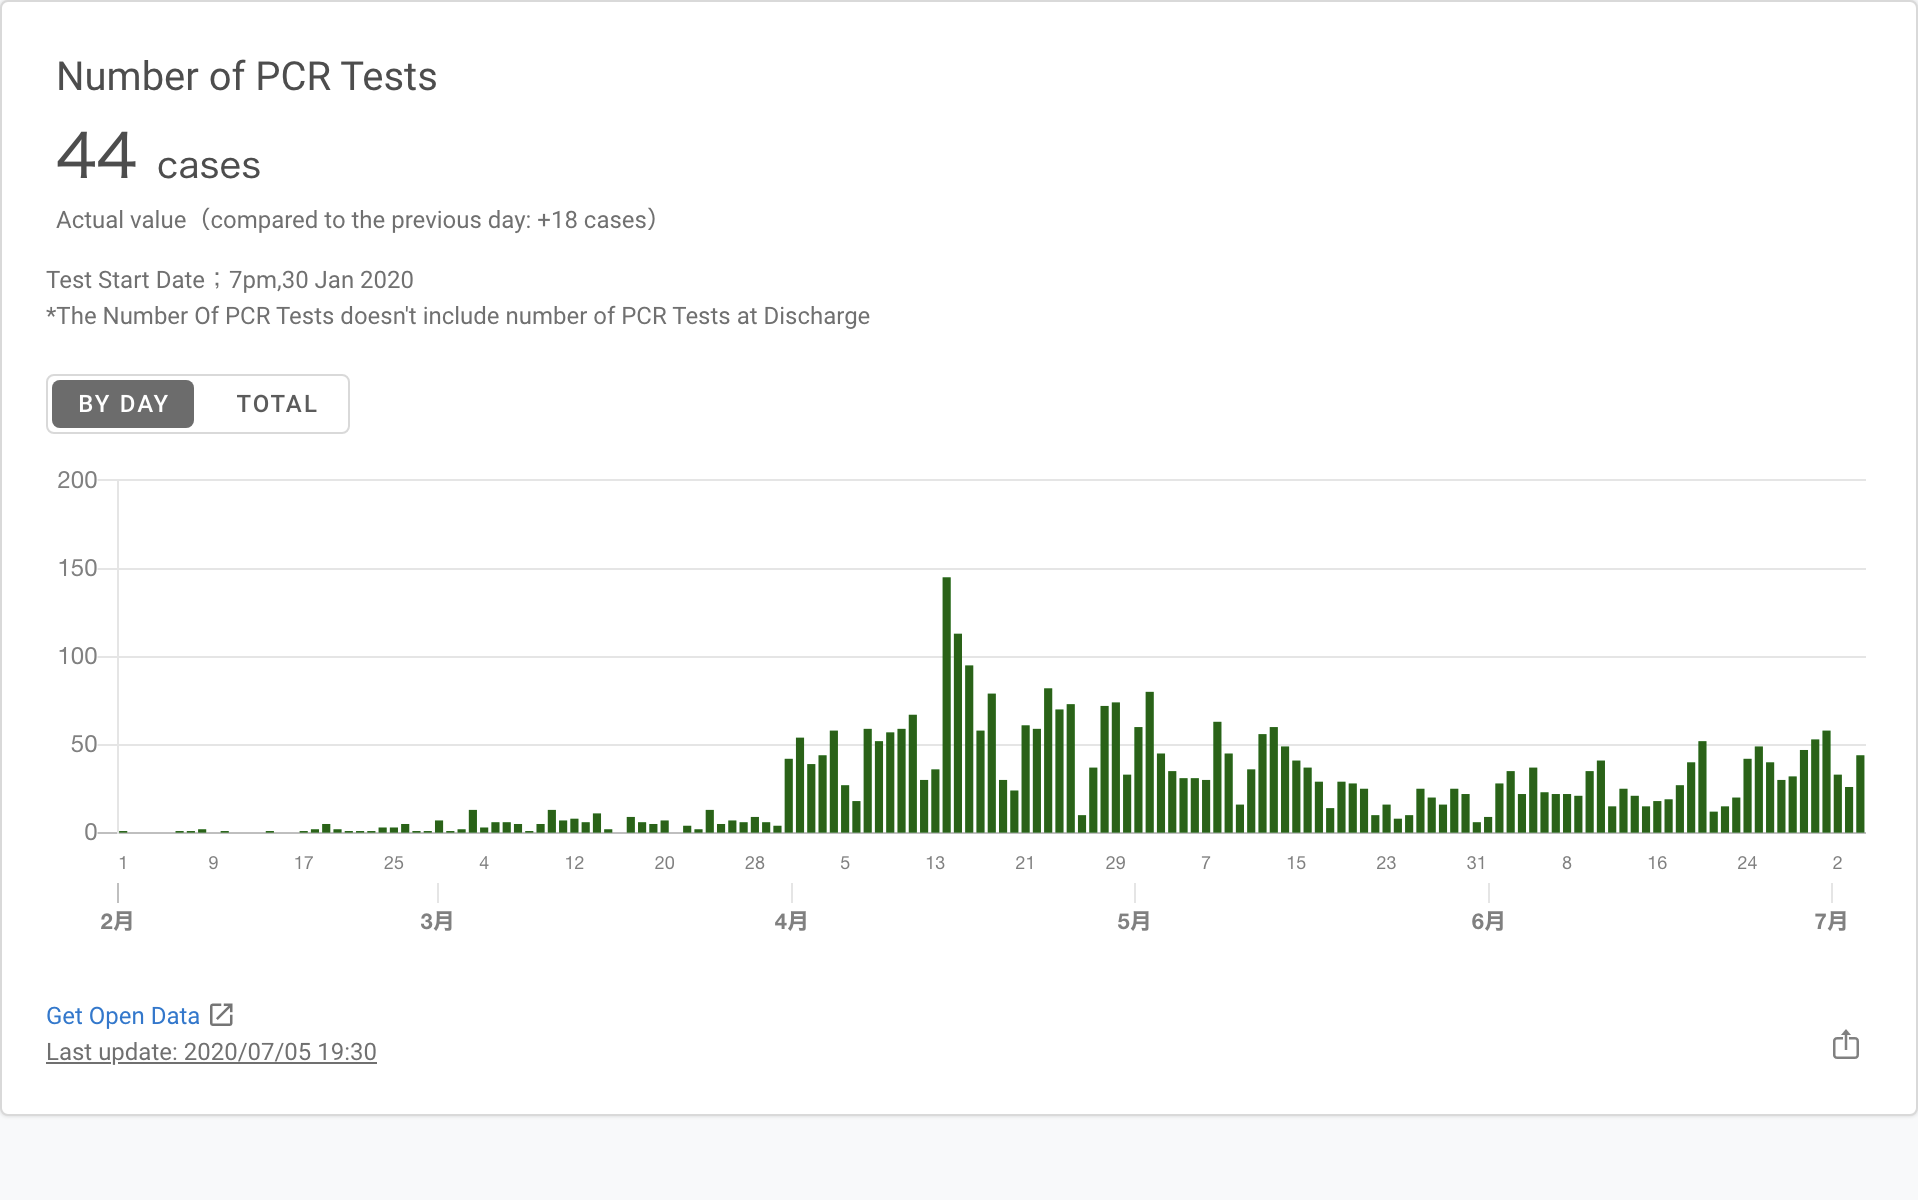 Number of PCR Tests
44 cases
Actual value（compared to the previous day: +18 cases）
Test Start Date；7pm,30 Jan 2020
*The Number Of PCR Tests doesn't include number of PCR Tests at Discharge
BY DAY TOTAL
200
150
100
50
0
1 9 17 25 4 12 20 28 5 13 21 29 7 15 23 31 8 16 24 2
2月 3月 4月 5月 6月 7月
Get Open Data
Last update: 2020/07/05 19:30